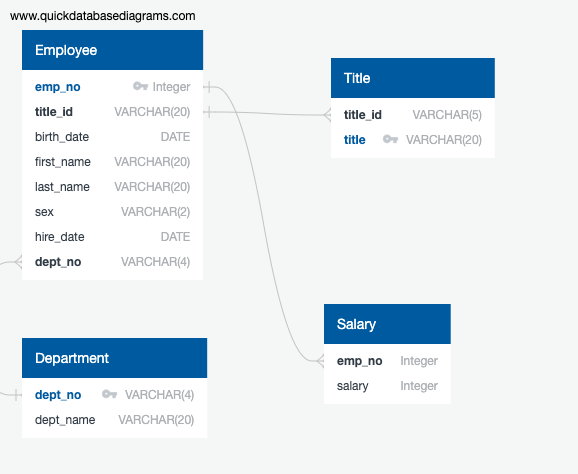 www.quickdatabasediagrams.com
Employee
emp_no Integer
title_id VARCHAR(20)
birth_date DATE
first_name VARCHAR(20)
last_name VARCHAR(20)
sex VARCHAR(2)
hire_date DATE
dept_no VARCHAR(4)
Title
title_id VARCHAR(5)
title VARCHAR(20)
Salary
emp_no Integer
salary Integer
Department
dept_no VARCHAR(4)
dept_name VARCHAR(20)